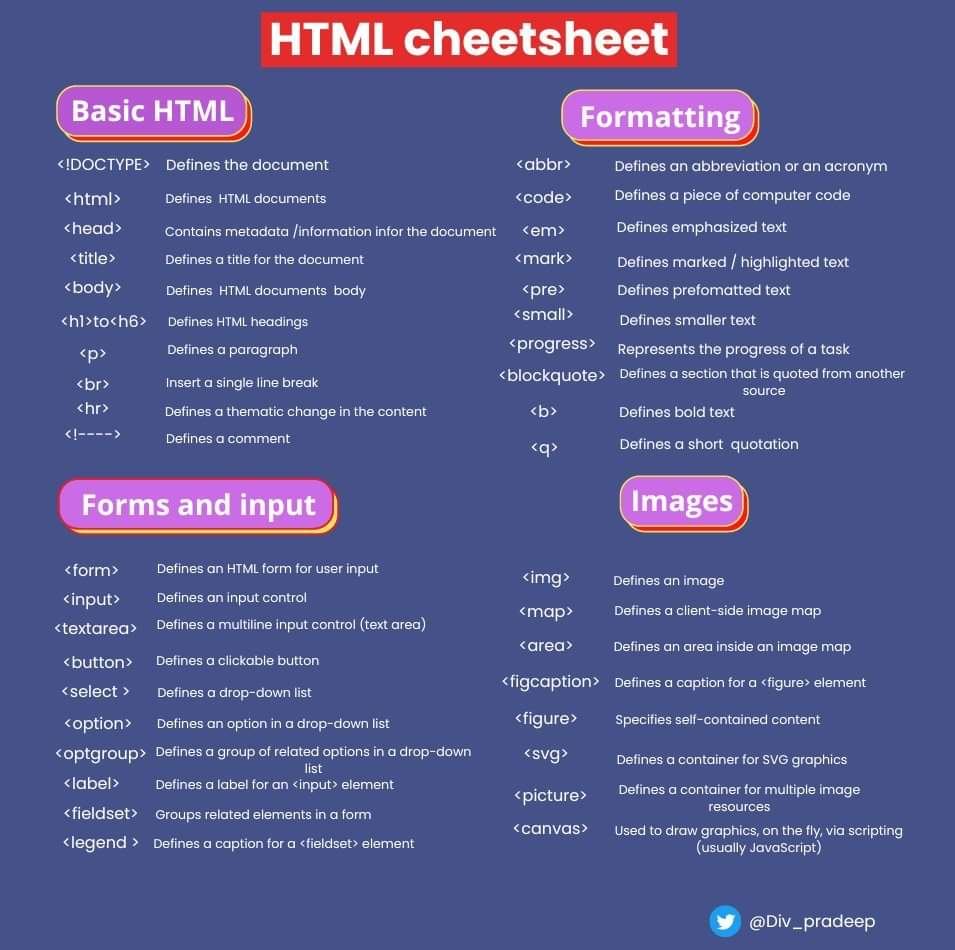 HTML cheetsheet
Basic HTML
<!DOCTYPE> Defines the document
<html> Defines HTML documents
<head> Contains metadata /information infor the document
<title> Defines a title for the document
<body> Defines HTML documents body
<h1>to<h6> Defines HTML headings
<p> Defines a paragraph
<br> Insert a single line break
<hr> Defines a thematic change in the content
<!----> Defines a comment
Formatting
<abbr> Defines an abbreviation or an acronym
<code> Defines a piece of computer code
<em> Defines emphasized text
<mark> Defines marked / highlighted text
<pre> Defines prefomatted text
<small> Defines smaller text
<progress> Represents the progress of a task
<blockquote> Defines a section that is quoted from another
source
<b> Defines bold text
<q> Defines a short quotation
Forms and input
<form> Defines an HTML form for user input
<input> Defines an input control
<textarea> Defines a multiline input control (text area)
<button> Defines a clickable button
<select > Defines a drop-down list
<option> Defines an option in a drop-down list
<optgroup> Defines a group of related options in a drop-down
list
<label> Defines a label for an <input> element
<fieldset> Groups related elements in a form
<legend > Defines a caption for a <fieldset> element
Images
<img> Defines an image
<map> Defines a client-side image map
<area> Defines an area inside an image map
<figcaption> Defines a caption for a <figure> element
<figure> Specifies self-contained content
<svg> Defines a container for SVG graphics
<picture> Defines a container for multiple image
resources
<canvas> Used to draw graphics, on the fly, via scripting
(usually JavaScript)
@Div_pradeep